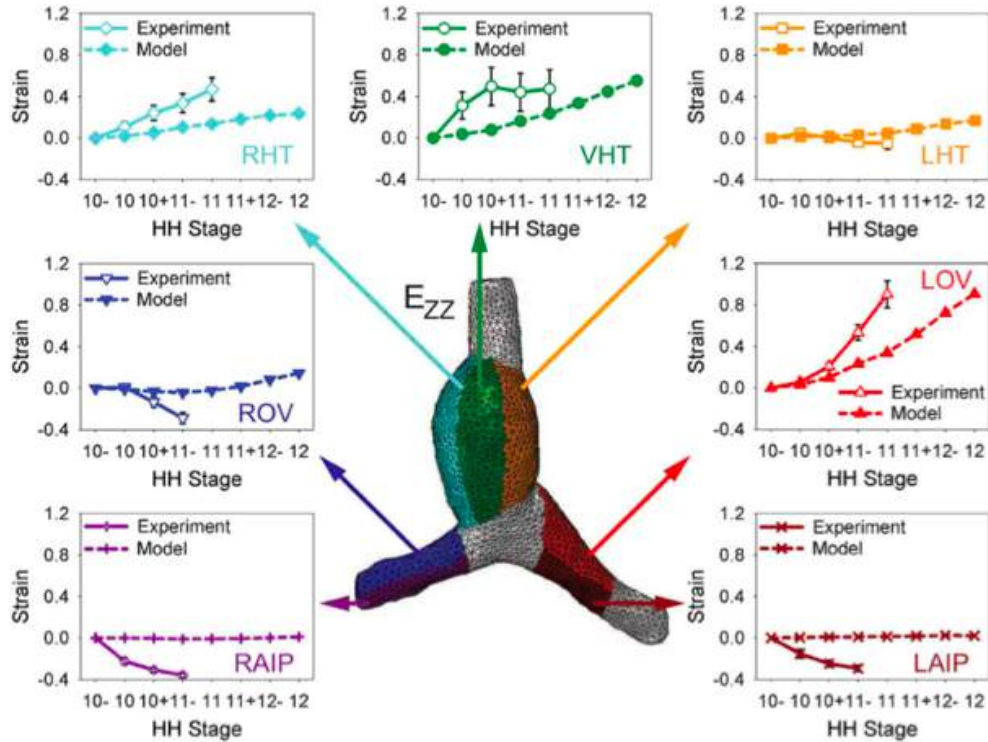 1.2
0.8
0.4
0.0
-0.4
Strain
Experiment
Model
RHT
10- 10 10+11- 11 11+12- 12
HH Stage
1.2
0.8
0.4
0.0
-0.4
Strain
Experiment
Model
VHT
10- 10 10+11- 11 11+12- 12
HH Stage
1.2
0.8
0.4
0.0
-0.4
Strain
Experiment
Model
LHT
10- 10 10+11- 11 11+12- 12
HH Stage
1.2
0.8
0.4
0.0
-0.4
Strain
Experiment
Model
ROV
10- 10 10+11- 11 11+12- 12
HH Stage
EZZ
1.2
0.8
0.4
0.0
-0.4
Strain
LOV
Experiment
Model
10- 10 10+11- 11 11+12- 12
HH Stage
1.2
0.8
0.4
0.0
-0.4
Strain
Experiment
Model
RAIP
10- 10 10+11- 11 11+12- 12
HH Stage
1.2
0.8
0.4
0.0
-0.4
Strain
Experiment
Model
LAIP
10- 10 10+11- 11 11+12- 12
HH Stage